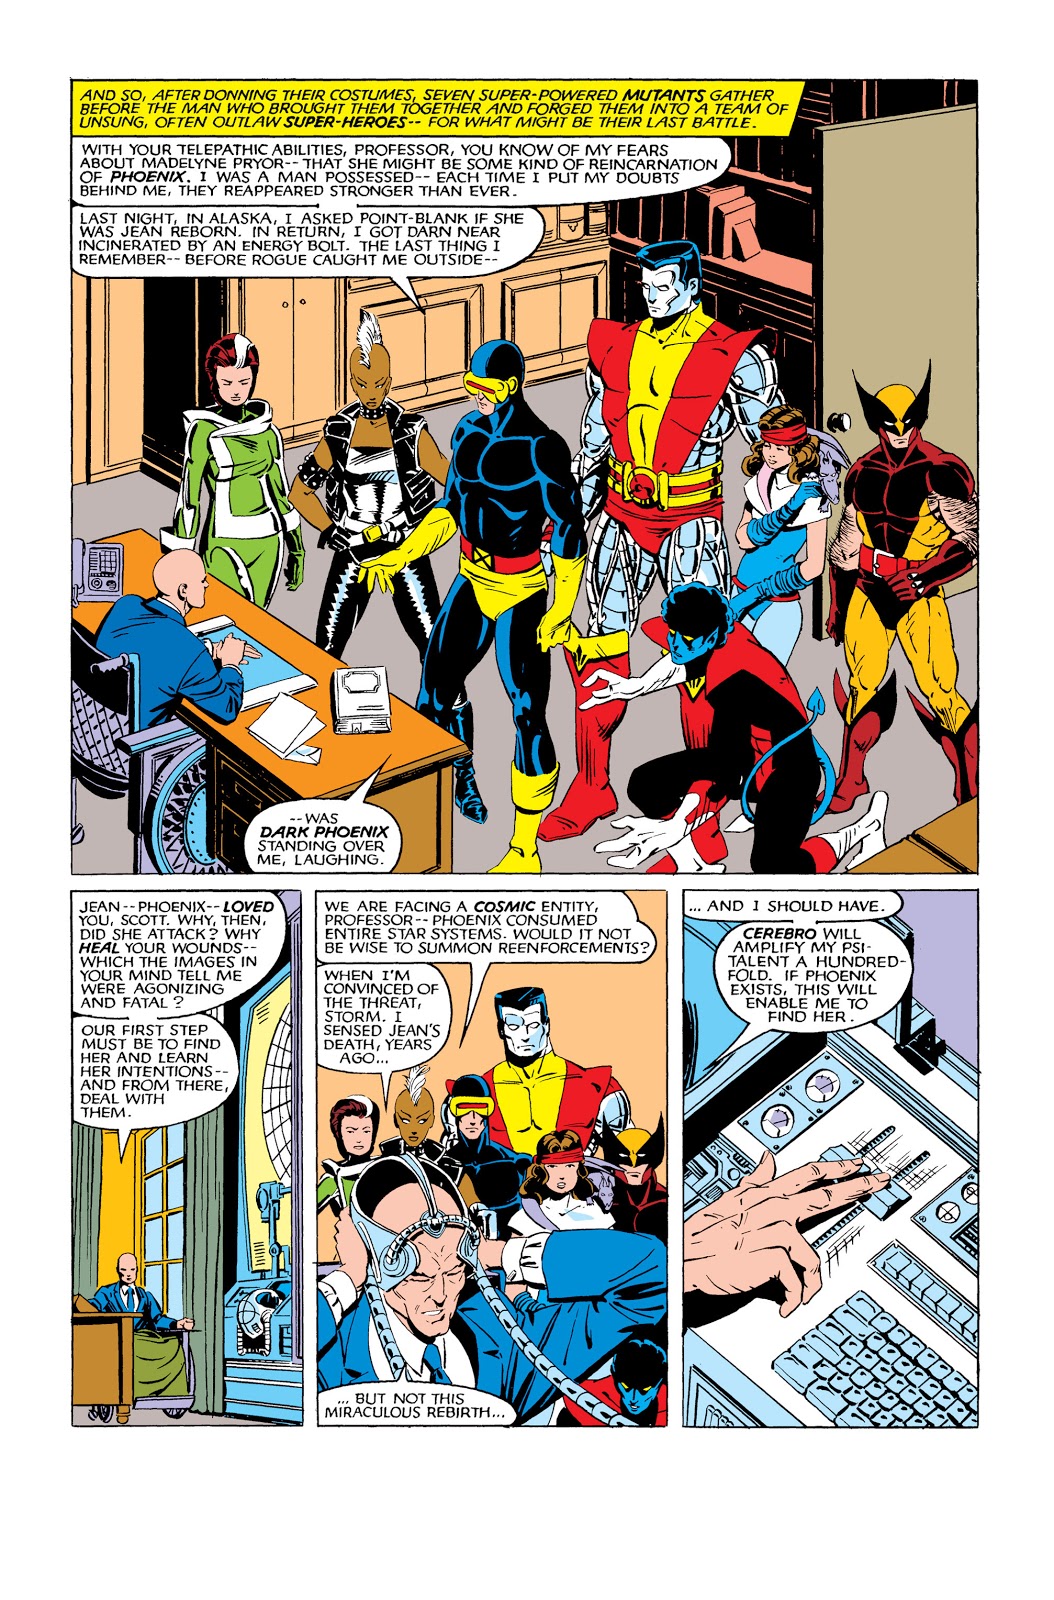 AND SO, AFTER DONNING THEIR COSTUMES, SEVEN SUPER-POWERED MUTANTS GATHER
BEFORE THE MAN WHO BROUGHT THEM TOGETHER AND FORGED THEM INTO A TEAM OF
UNSUNG, OFTEN OUTLAW SUPER-HEROES-- FOR WHAT MIGHT BE THEIR LAST BATTLE.
WITH YOUR TELEPATHIC ABILITIES, PROFESSOR, YOU KNOW OF MY FEARS
ABOUT MADELYNE PRYOR-- THAT SHE MIGHT BE SOME KIND OF REINCARNATION
OF PHOENIX. I WAS A MAN POSSESSED-- EACH TIME I PUT MY DOUBTS
BEHIND ME, THEY REAPPEARED STRONGER THAN EVER.
LAST NIGHT, IN ALASKA, I ASKED POINT-BLANK IF SHE
WAS JEAN REBORN. IN RETURN, I GOT DARN NEAR
INCINERATED BY AN ENERGY BOLT. THE LAST THING I
REMEMBER-- BEFORE ROGUE CAUGHT ME OUTSIDE--
--WAS
DARK PHOENIX
STANDING OVER
ME, LAUGHING.
JEAN--PHOENIX--LOVED
YOU, SCOTT. WHY, THEN,
DID SHE ATTACK? WHY
HEAL YOUR WOUNDS--
WHICH THE IMAGES IN
YOUR MIND TELL ME
WERE AGONIZING
AND FATAL?
OUR FIRST STEP
MUST BE TO FIND
HER AND LEARN
HER INTENTIONS--
--AND FROM THERE,
DEAL WITH
THEM.
WE ARE FACING A COSMIC ENTITY,
PROFESSOR-- PHOENIX CONSUMED
ENTIRE STAR SYSTEMS. WOULD IT NOT
BE WISE TO SUMMON REENFORCEMENTS?
WHEN I'M
CONVINCED OF
THE THREAT,
STORM. I
SENSED JEAN'S
DEATH, YEARS
AGO...
... BUT NOT THIS
MIRACULOUS REBIRTH...
... AND I SHOULD HAVE.
CEREBRO WILL
AMPLIFY MY PSI-
TALENT A HUNDRED-
FOLD. IF PHOENIX
EXISTS, THIS WILL
ENABLE ME TO
FIND HER.